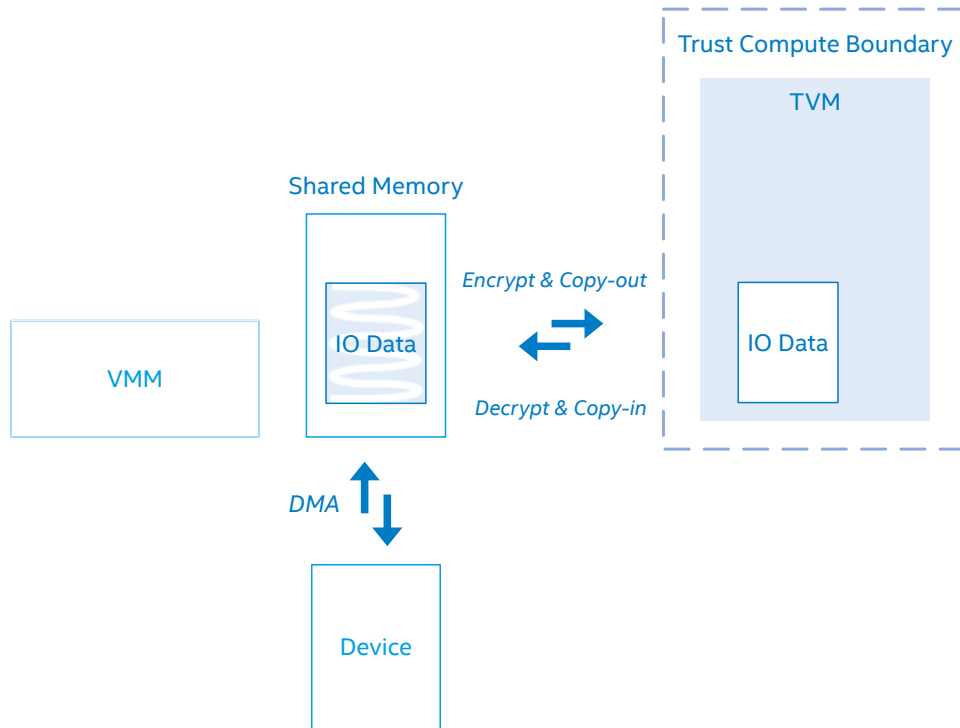 Trust Compute Boundary
TVM
Shared Memory
Encrypt & Copy-out
IO Data
IO Data
VMM
Decrypt & Copy-in
DMA
Device